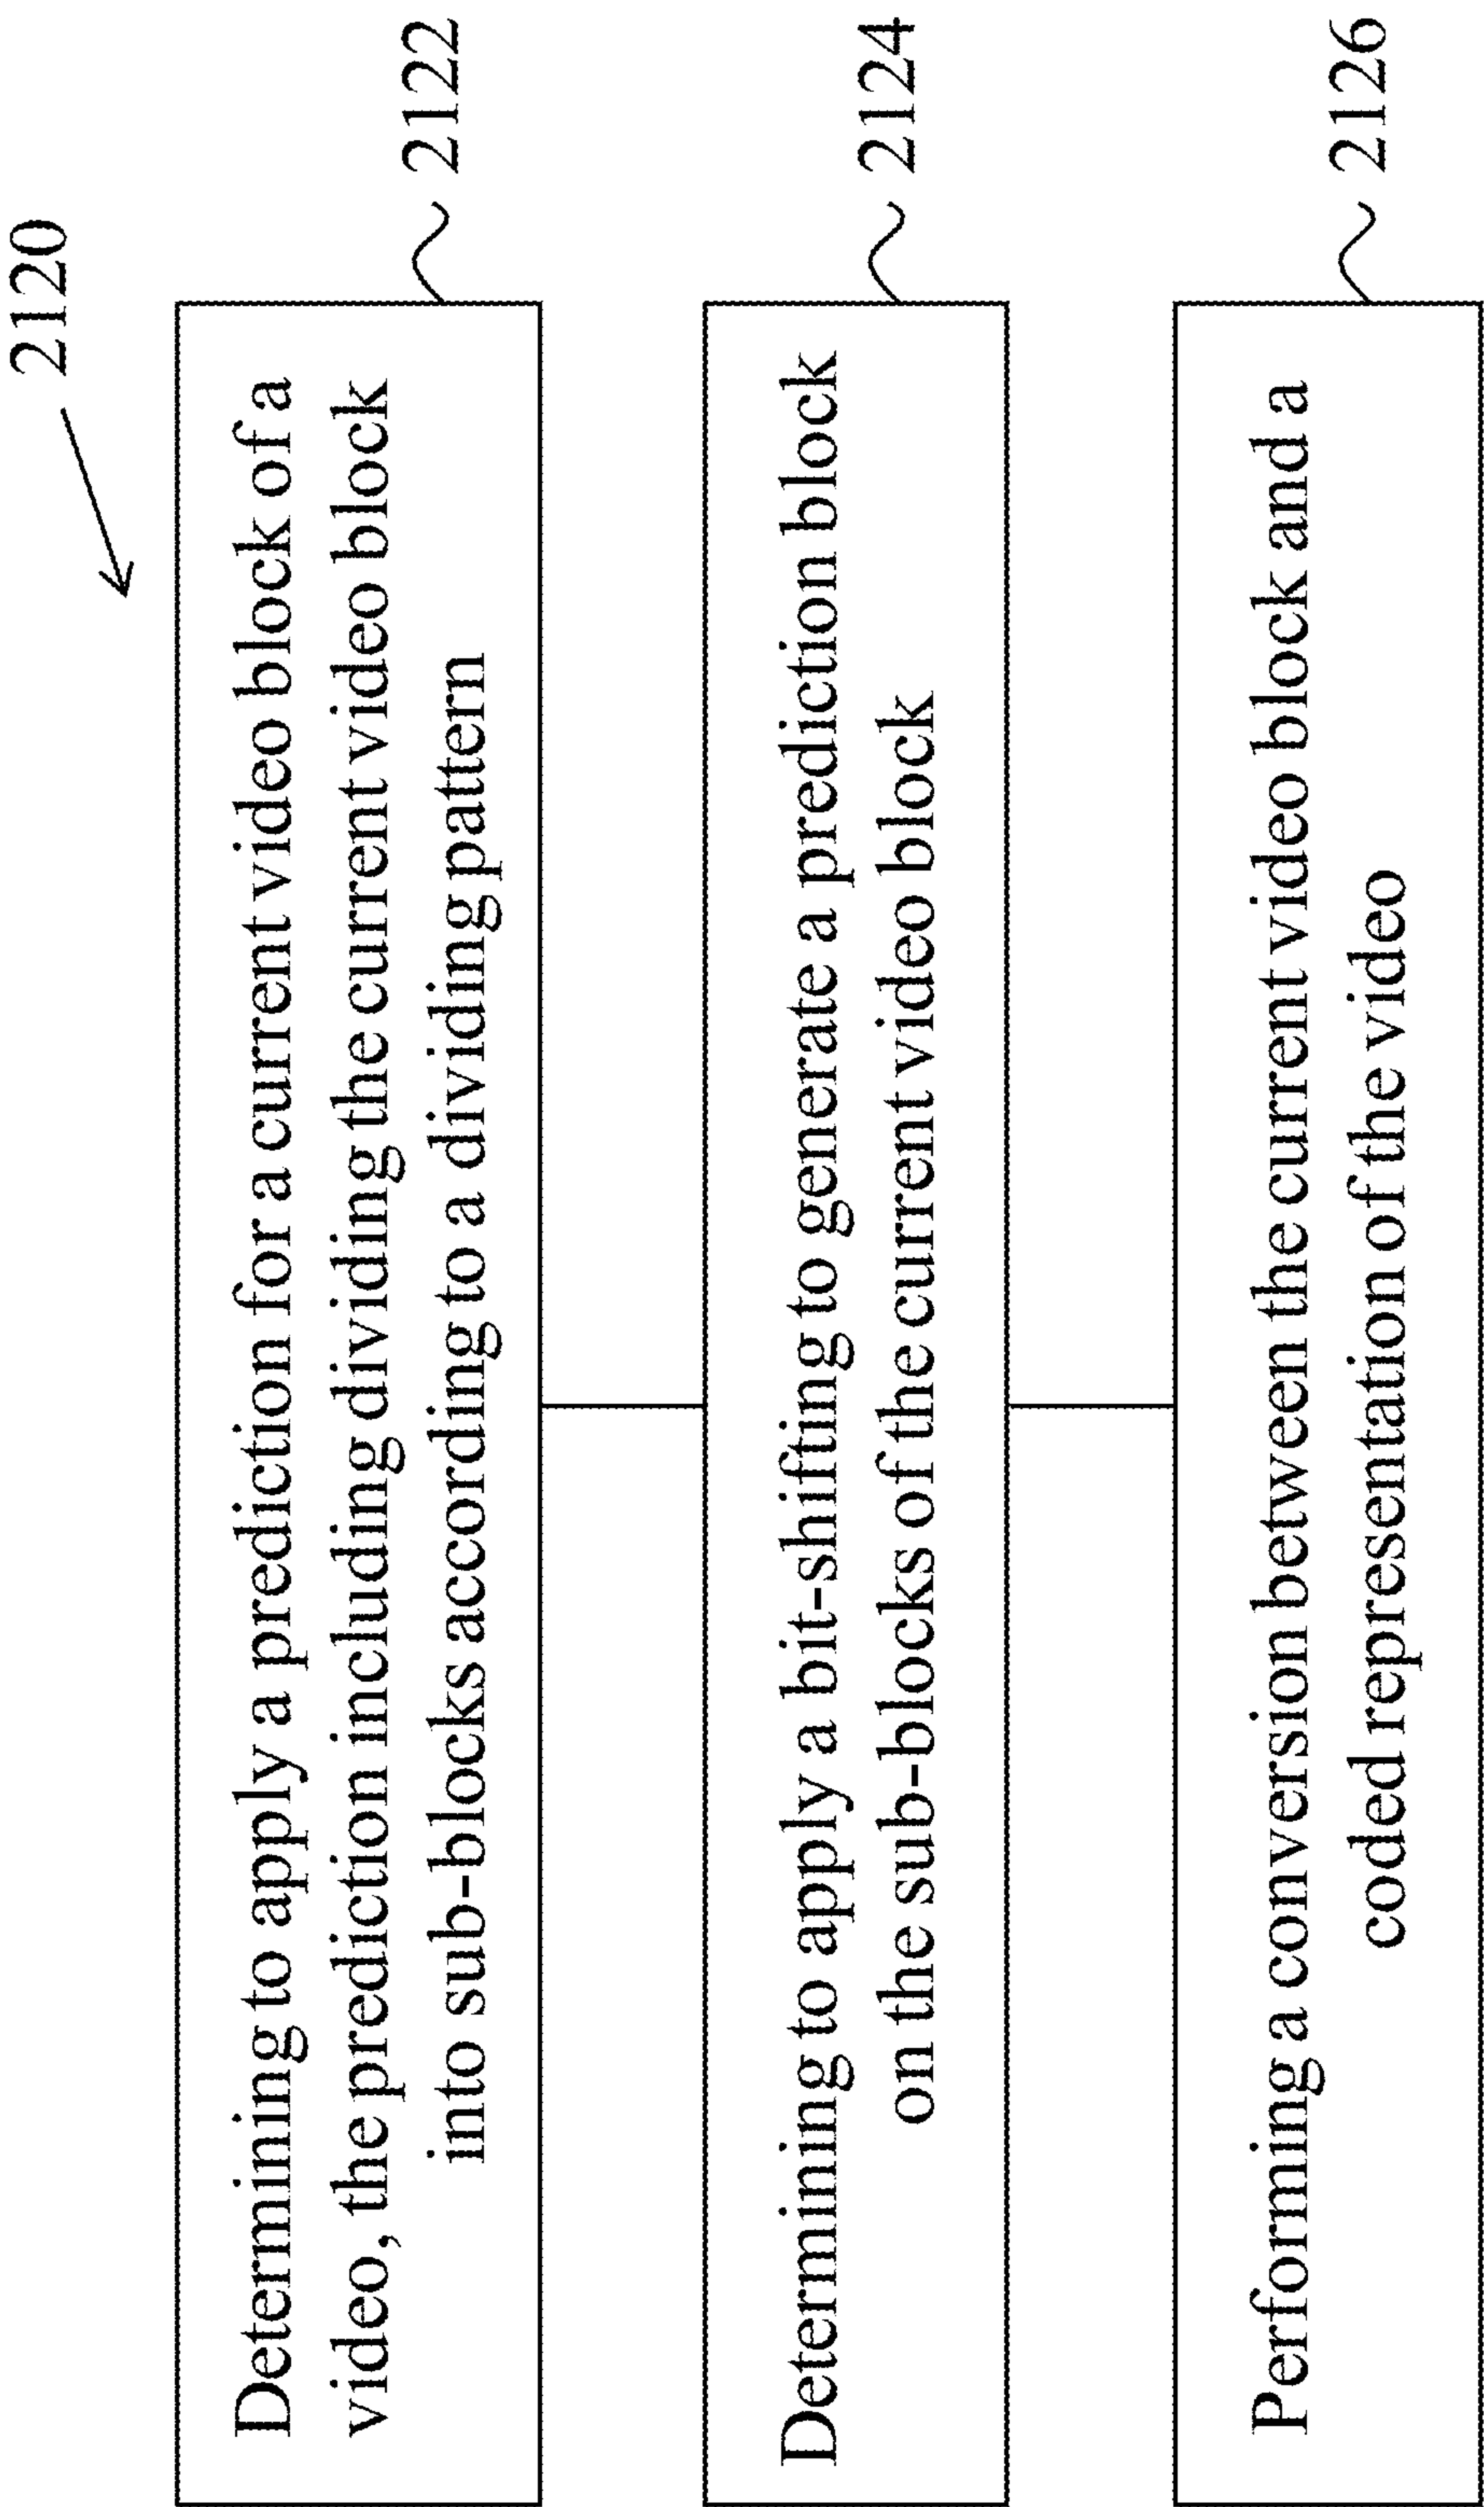 2120
Determining to apply a prediction for a current video block of a
video, the prediction including dividing the current video block
into sub-blocks according to a dividing pattern
2122
Determining to apply a bit-shifting to generate a prediction block
on the sub-blocks of the current video block
2124
Performing a conversion between the current video block and a
coded representation of the video
2126